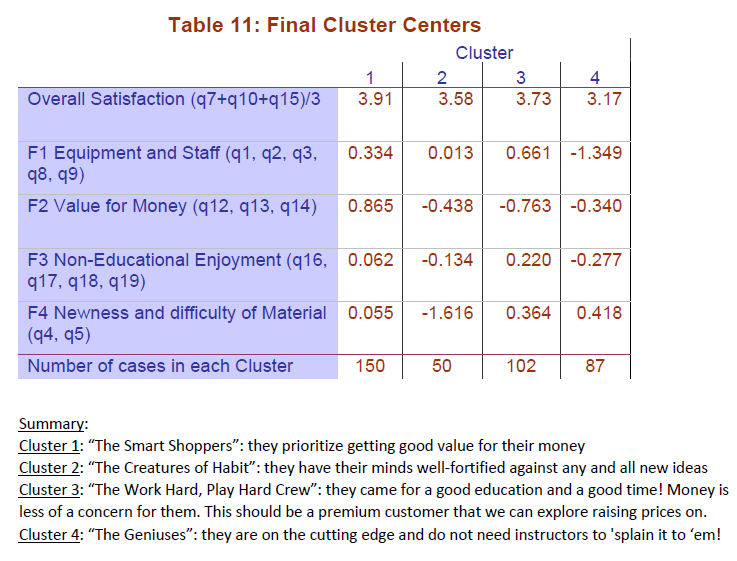 Table 11: Final Cluster Centers
Cluster
1 2 3 4
Overall Satisfaction (q7+q10+q15)/3 3.91 3.58 3.73 3.17
F1 Equipment and Staff (q1, q2, q3, 0.334 0.013 0.661 -1.349
q8, q9)
F2 Value for Money (q12, q13, q14) 0.865 -0.438 -0.763 -0.340
F3 Non-Educational Enjoyment (q16, 0.062 -0.134 0.220 -0.277
q17, q18, q19)
F4 Newness and difficulty of Material 0.055 -1.616 0.364 0.418
(q4, q5)
Number of cases in each Cluster 150 50 102 87
Summary:
Cluster 1: “The Smart Shoppers”: they prioritize getting good value for their money
Cluster 2: “The Creatures of Habit”: they have their minds well-fortified against any and all new ideas
Cluster 3: “The Work Hard, Play Hard Crew”: they came for a good education and a good time! Money is
less of a concern for them. This should be a premium customer that we can explore raising prices on.
Cluster 4: “The Geniuses”: they are on the cutting edge and do not need instructors to 'splain it to ‘em!